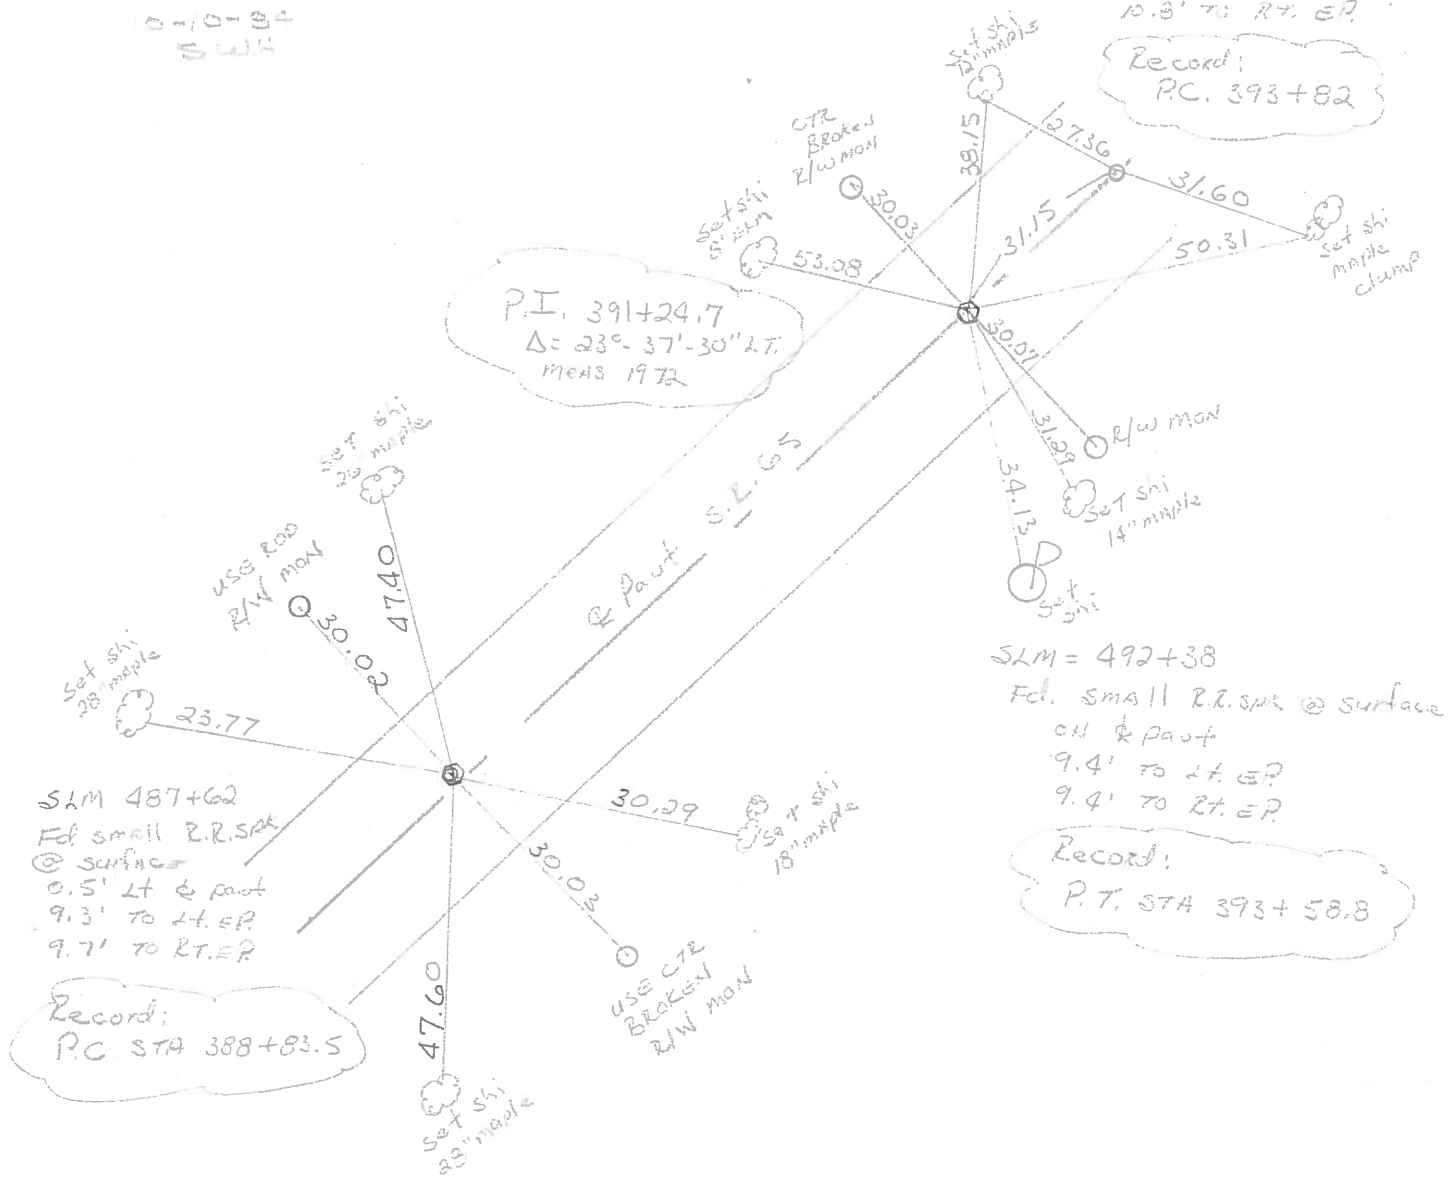 10-10-84
SWH
10.8' TO RT. EP.
Record:
P.C. 393+82
Set shi
12" maple
CTR
BROKEN
R/W MON
38.15
27.36
31.60
30.03
31.15
50.31
Set shi
maple
clump
Set shi
8" ELM
53.08
P.I. 391+24.7
Δ= 23°-37'-30" LT.
meas 1972
30.07
R/W MON
31.29
Set shi
14" maple
34.13
Set
shi
℄ Pavt S.R. 65
Set shi
28" maple
47.40
USE ROD
R/W MON
30.02
Set shi
28" maple
23.77
SLM = 492+38
Fd. small R.R.spk @ surface
on ℄ pavt
9.4' TO Lt. EP.
9.4' TO Rt. EP.
Record:
P.T. STA 393+58.8
SLM 487+62
Fd. small R.R.SPK
@ surface
0.5' Lt ℄ pavt
9.3' TO Lt. EP.
9.7' TO RT. EP.
30.29
Set shi
18" maple
30.03
USE CTR
BROKEN
R/W MON
Record:
P.C STA 388+83.5
47.60
Set shi
23" maple